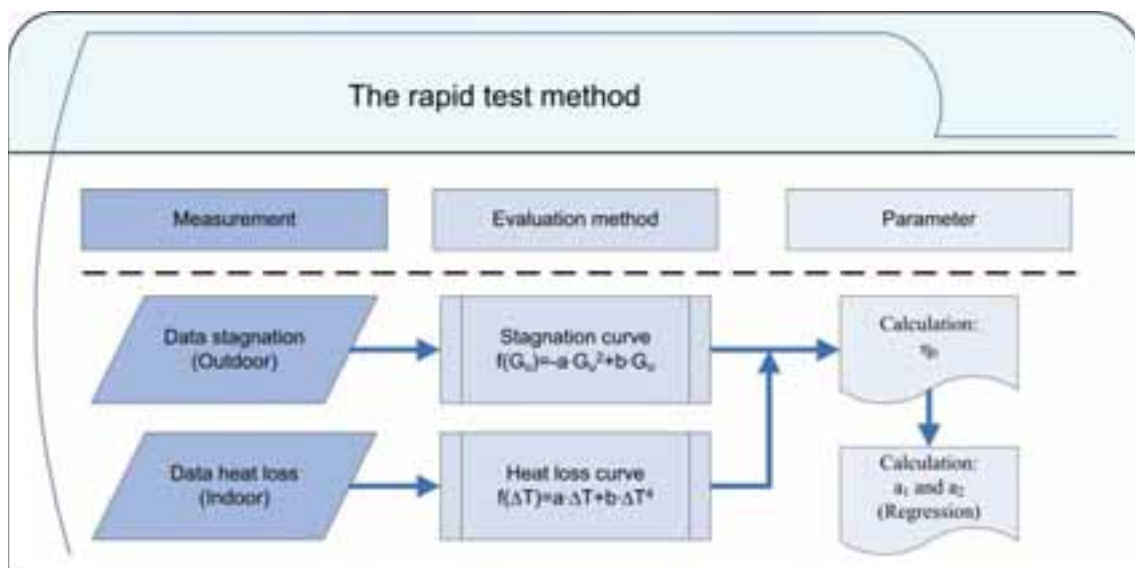 The rapid test method
Measurement
Evaluation method
Parameter
Data stagnation
(Outdoor)
Stagnation curve
f(Gᵤ)=-a·Gᵤ²+b·Gᵤ
Calculation:
η₀
Data heat loss
(Indoor)
Heat loss curve
f(ΔT)=a·ΔT+b·ΔT⁴
Calculation:
a₁ and a₂
(Regression)